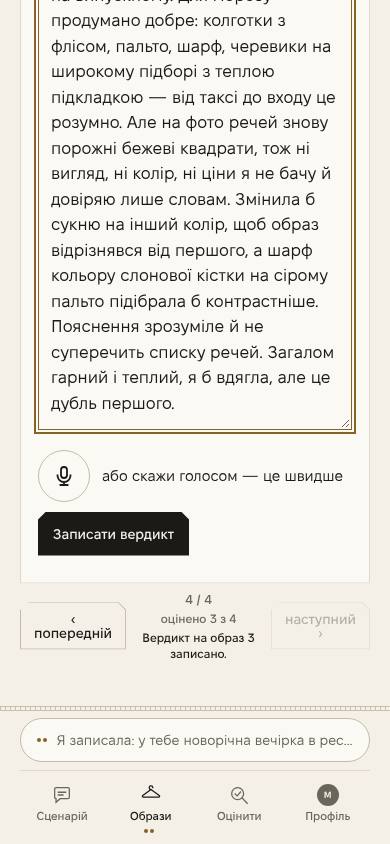 продумано добре: колготки з
флісом, пальто, шарф, черевики на
широкому підборі з теплою
підкладкою — від таксі до входу це
розумно. Але на фото речей знову
порожні бежеві квадрати, тож ні
вигляд, ні колір, ні ціни я не бачу й
довіряю лише словам. Змінила б
сукню на інший колір, щоб образ
відрізнявся від першого, а шарф
кольору слонової кістки на сірому
пальто підібрала б контрастніше.
Пояснення зрозуміле й не
суперечить списку речей. Загалом
гарний і теплий, я б вдягла, але це
дубль першого.
або скажи голосом — це швидше
Записати вердикт
4 / 4
‹
попередній
оцінено 3 з 4
наступний
›
Вердикт на образ 3
записано.
Я записала: у тебе новорічна вечірка в рес...
Сценарій
Образи
Оцінити
М
Профіль